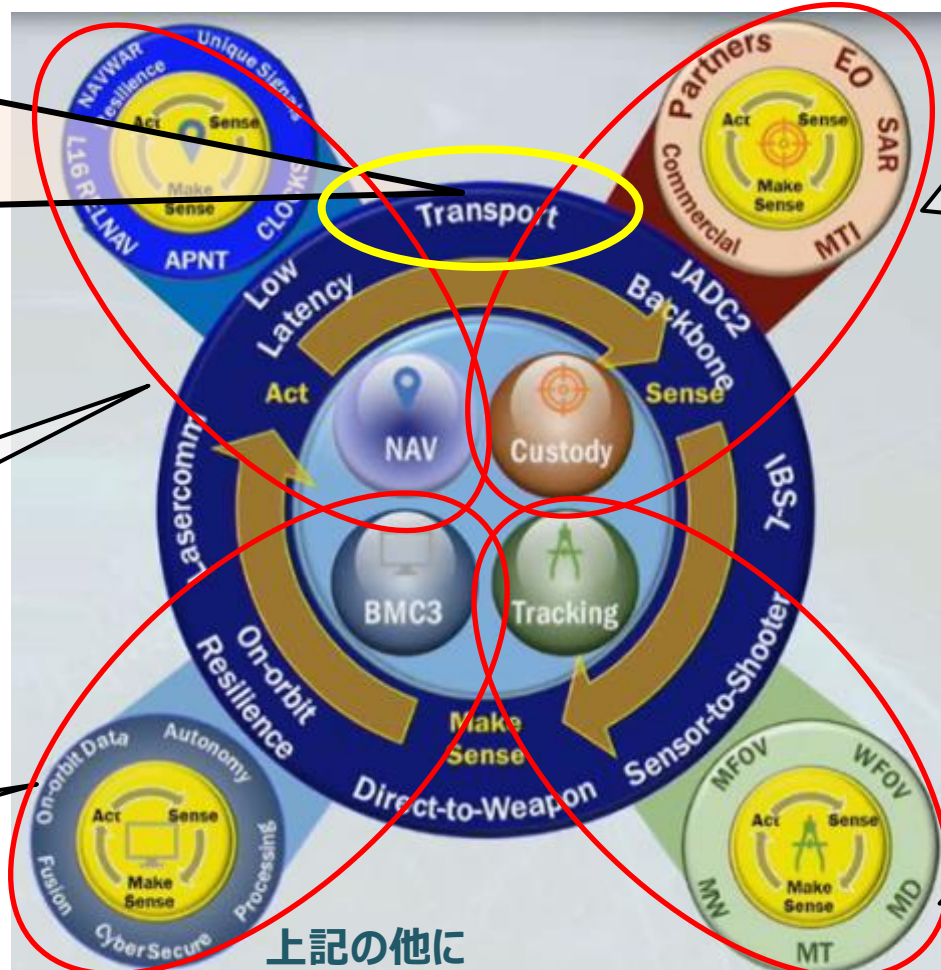 NAVWAR
Resilience
Unique Signals
L16 RELNAV
APNT
CLOCKS
Act
Sense
Make
Sense
Partners
EO
SAR
MTI
Commercial
Act
Sense
Make
Sense
Transport
Low
Latency
JADC2
Backbone
Act
Sense
NAV
Custody
Lasercomm
IBS-L
BMC3
Tracking
On-orbit
Resilience
Make
Sense
Sensor-to-Shooter
Direct-to-Weapon
On-orbit Data
Autonomy
Processing
CyberSecure
Fusion
Act
Sense
Make
Sense
MFOV
WFOV
MD
MT
MW
Act
Sense
Make
Sense
上記の他に